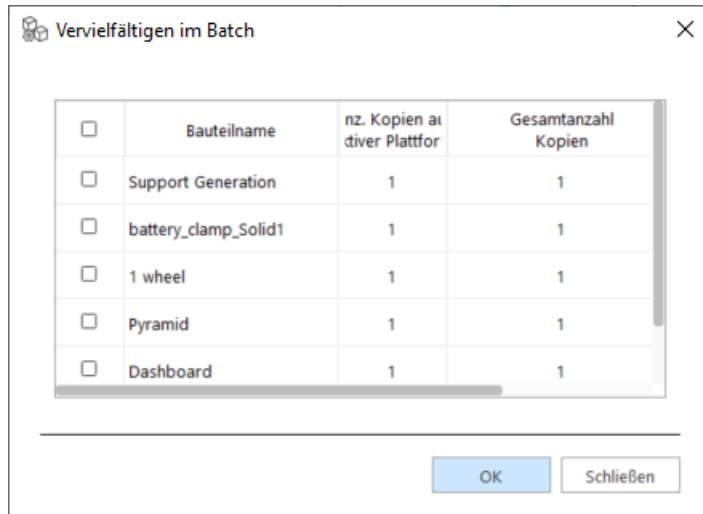 Vervielfältigen im Batch
Bauteilname
nz. Kopien au
ktiver Plattfor
Gesamtanzahl
Kopien
Support Generation 1 1
battery_clamp_Solid1 1 1
1 wheel 1 1
Pyramid 1 1
Dashboard 1 1
OK Schließen